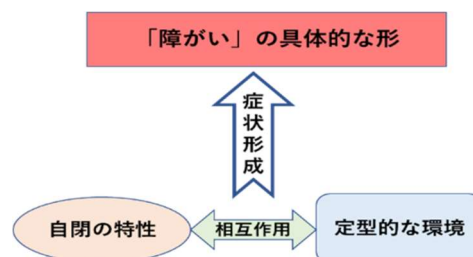 「障がい」の具体的な形
症状形成
自閉の特性
相互作用
定型的な環境